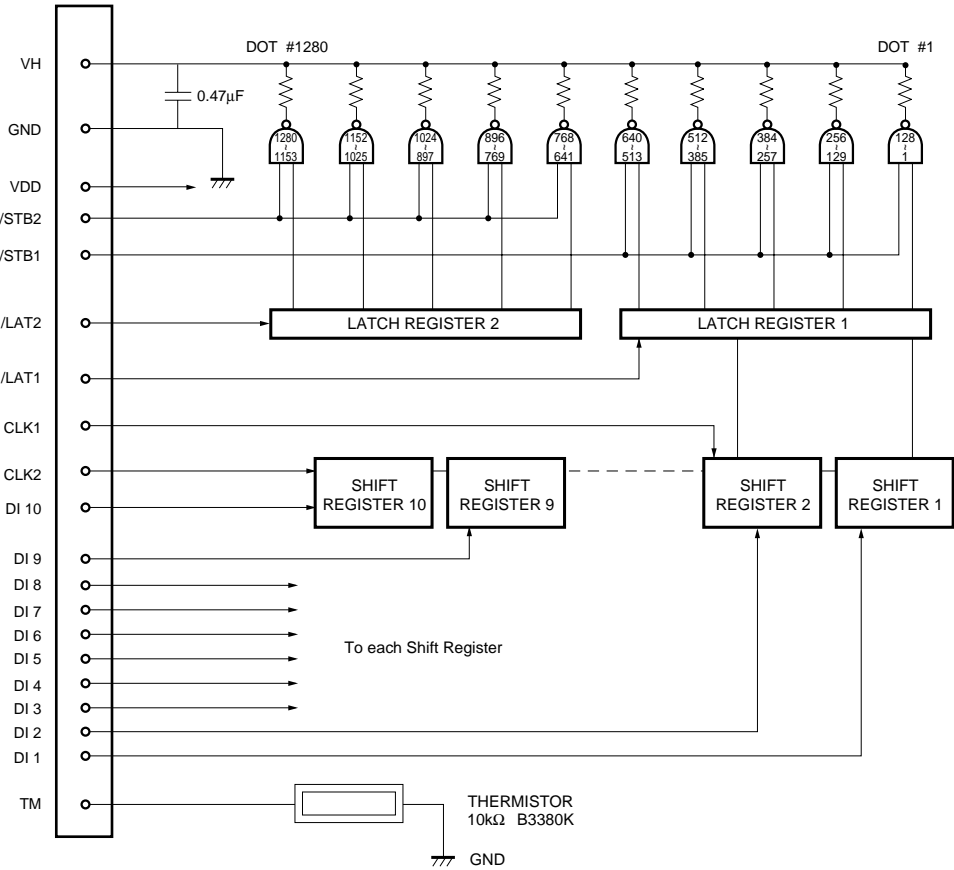 DOT #1280
DOT #1
VH
0.47µF
GND
1280
~
1153
1152
~
1025
1024
~
897
896
~
769
768
~
641
640
~
513
512
~
385
384
~
257
256
~
129
128
~
1
VDD
/STB2
/STB1
/LAT2
LATCH REGISTER 2
LATCH REGISTER 1
/LAT1
CLK1
CLK2
SHIFT
REGISTER 10
SHIFT
REGISTER 9
SHIFT
REGISTER 2
SHIFT
REGISTER 1
DI 10
DI 9
DI 8
DI 7
DI 6
To each Shift Register
DI 5
DI 4
DI 3
DI 2
DI 1
TM
THERMISTOR
10kΩ B3380K
GND